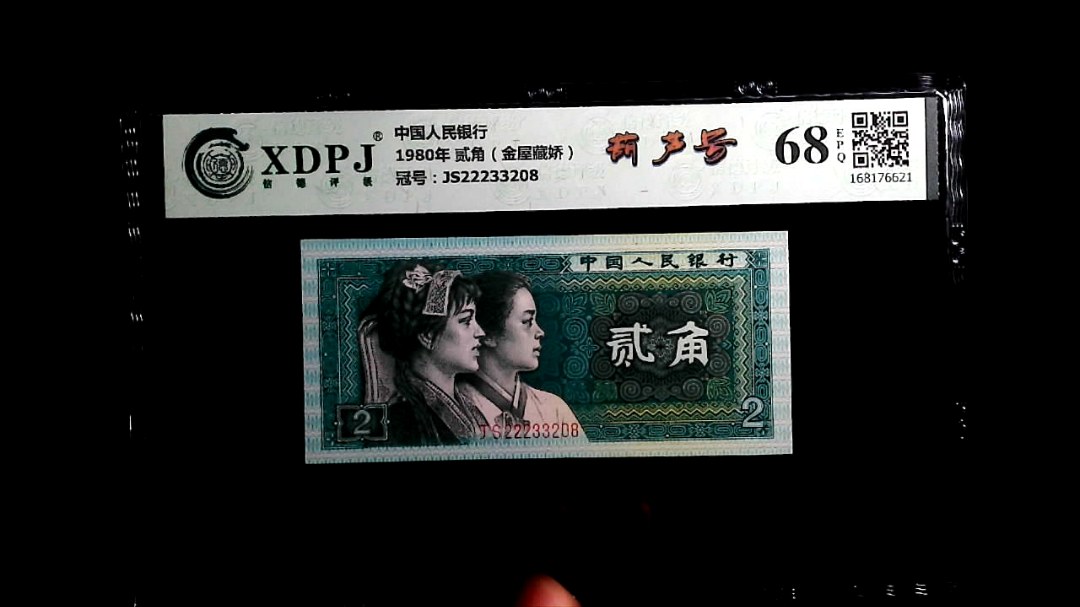 XDPJ®
信德评级
中国人民银行
1980年 贰角（金屋藏娇）
冠号：JS22233208
葫芦号
68
EPQ
168176621
中国人民银行
贰角
2
2
JS22233208